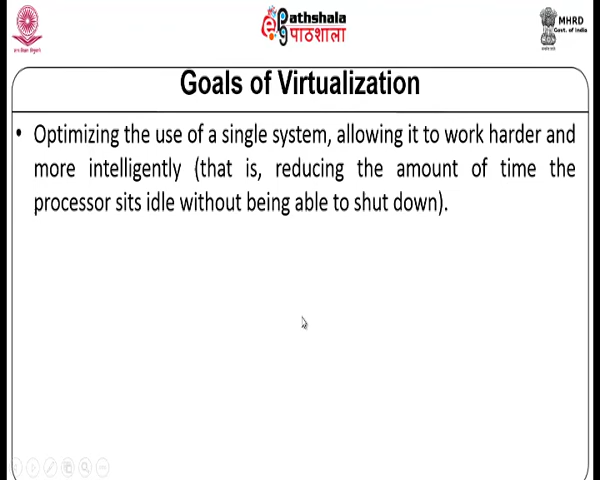 Pathshala
पाठशाला
MHRD
Govt. of India
Goals of Virtualization
• Optimizing the use of a single system, allowing it to work harder and
more intelligently (that is, reducing the amount of time the
processor sits idle without being able to shut down).